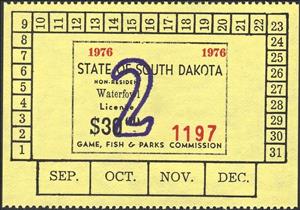 9 10 11 12 13 14 15 16 17 18 19 20 21 22 23
8 24
7 25
6 26
5 27
4 28
3 29
2 30
1 31
1976 1976
STATE OF SOUTH DAKOTA
NON-RESIDENT
Waterfowl
License
2
$30.00 1197
GAME, FISH & PARKS COMMISSION
SEP. OCT. NOV. DEC.